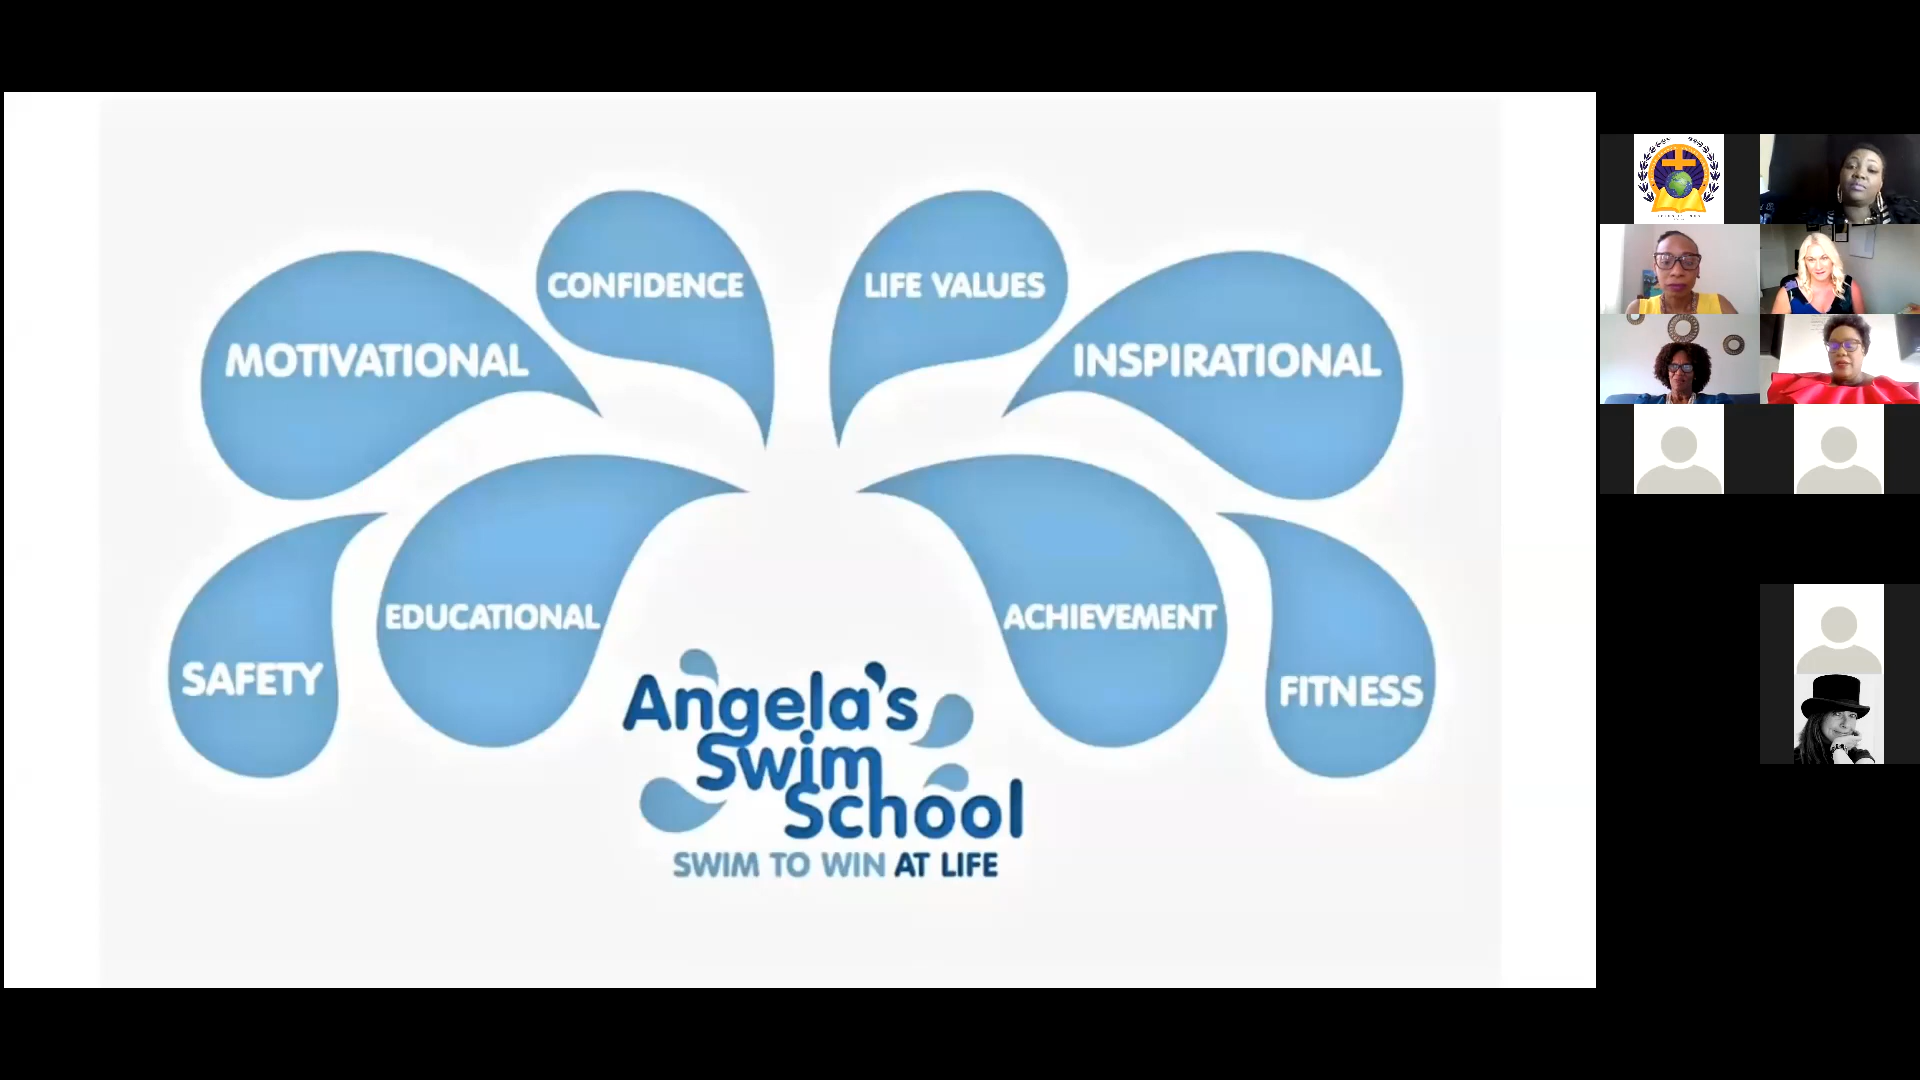 CONFIDENCE
LIFE VALUES
MOTIVATIONAL
INSPIRATIONAL
EDUCATIONAL
ACHIEVEMENT
SAFETY
FITNESS
Angela's
Swim
School
SWIM TO WIN AT LIFE